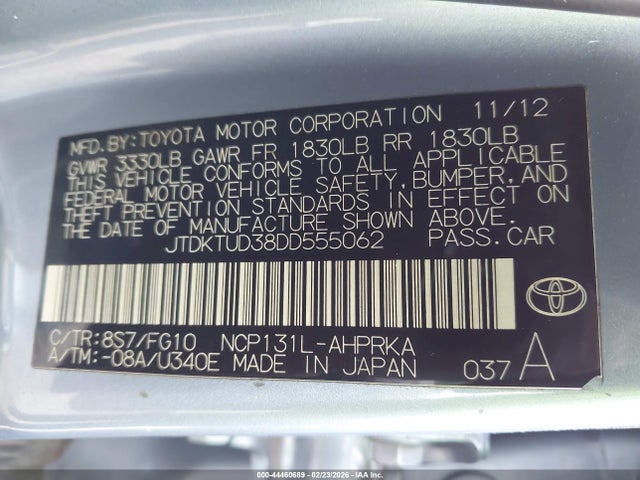 MFD.BY:TOYOTA MOTOR CORPORATION 11/12
GVWR 3330LB GAWR FR 1830LB RR 1830LB
THIS VEHICLE CONFORMS TO ALL APPLICABLE
FEDERAL MOTOR VEHICLE SAFETY,BUMPER,AND
THEFT PREVENTION STANDARDS IN EFFECT ON
THE DATE OF MANUFACTURE SHOWN ABOVE.
JTDKTUD38DD555062 PASS.CAR
C/TR:8S7/FG10 NCP131L-AHPRKA
A/TM:-08A/U340E MADE IN JAPAN 037 A
000-44460689 - 02/23/2026 - IAAI.COM